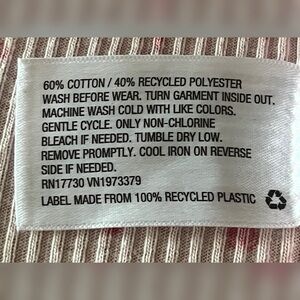 60% COTTON / 40% RECYCLED POLYESTER
WASH BEFORE WEAR. TURN GARMENT INSIDE OUT.
MACHINE WASH COLD WITH LIKE COLORS.
GENTLE CYCLE. ONLY NON-CHLORINE
BLEACH IF NEEDED. TUMBLE DRY LOW.
REMOVE PROMPTLY. COOL IRON ON REVERSE
SIDE IF NEEDED.
RN17730 VN1973379
LABEL MADE FROM 100% RECYCLED PLASTIC